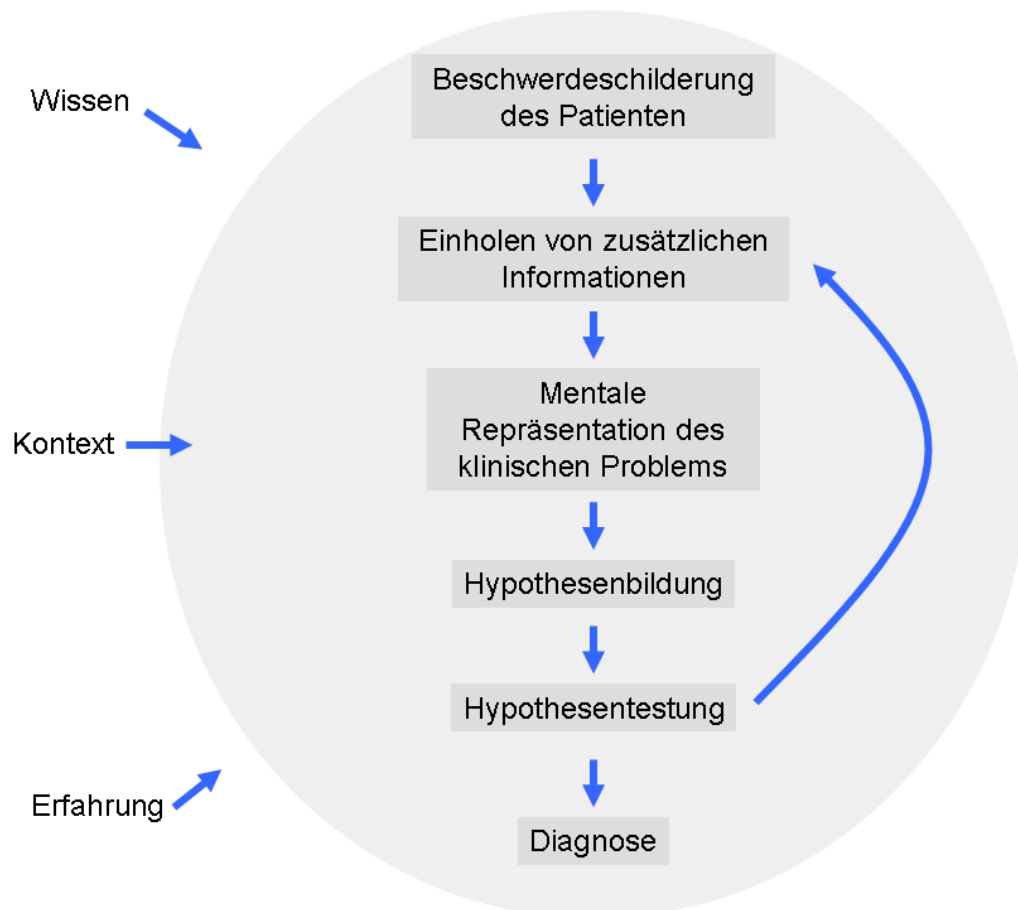 Beschwerdeschilderung
des Patienten
Wissen
Einholen von zusätzlichen
Informationen
Mentale
Repräsentation des
klinischen Problems
Kontext
Hypothesenbildung
Hypothesentestung
Erfahrung
Diagnose